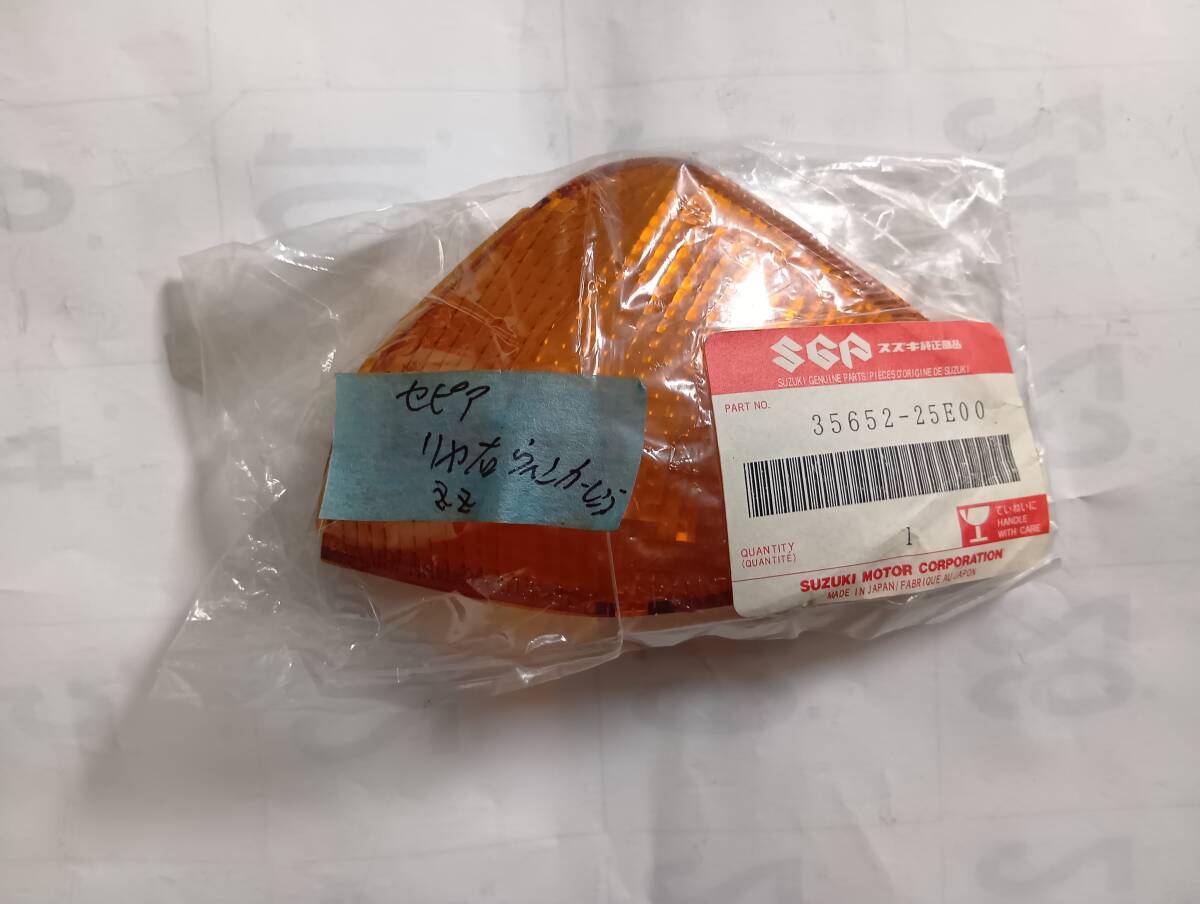 セピア
リヤ右ウインカーレンズ
ZZ
SGP スズキ純正部品
SUZUKI GENUINE PARTS/PIECES D'ORIGINE DE SUZUKI
PART NO.
35652-25E00
ていねいに
HANDLE
WITH CARE
QUANTITY
(QUANTITÉ)
1
SUZUKI MOTOR CORPORATION
MADE IN JAPAN/FABRIQUE AU JAPON